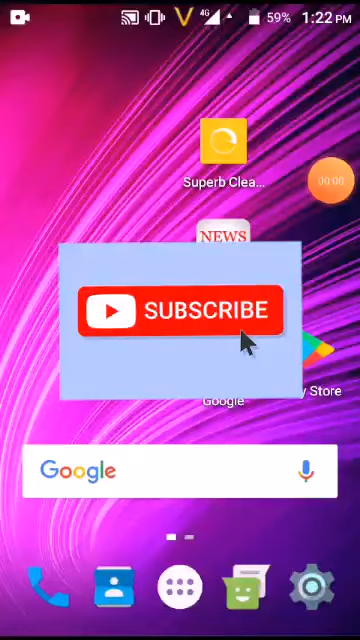 4G 59% 1:22 PM
Superb Clea...
00:00
NEWS
SUBSCRIBE
Google
y Store
Google